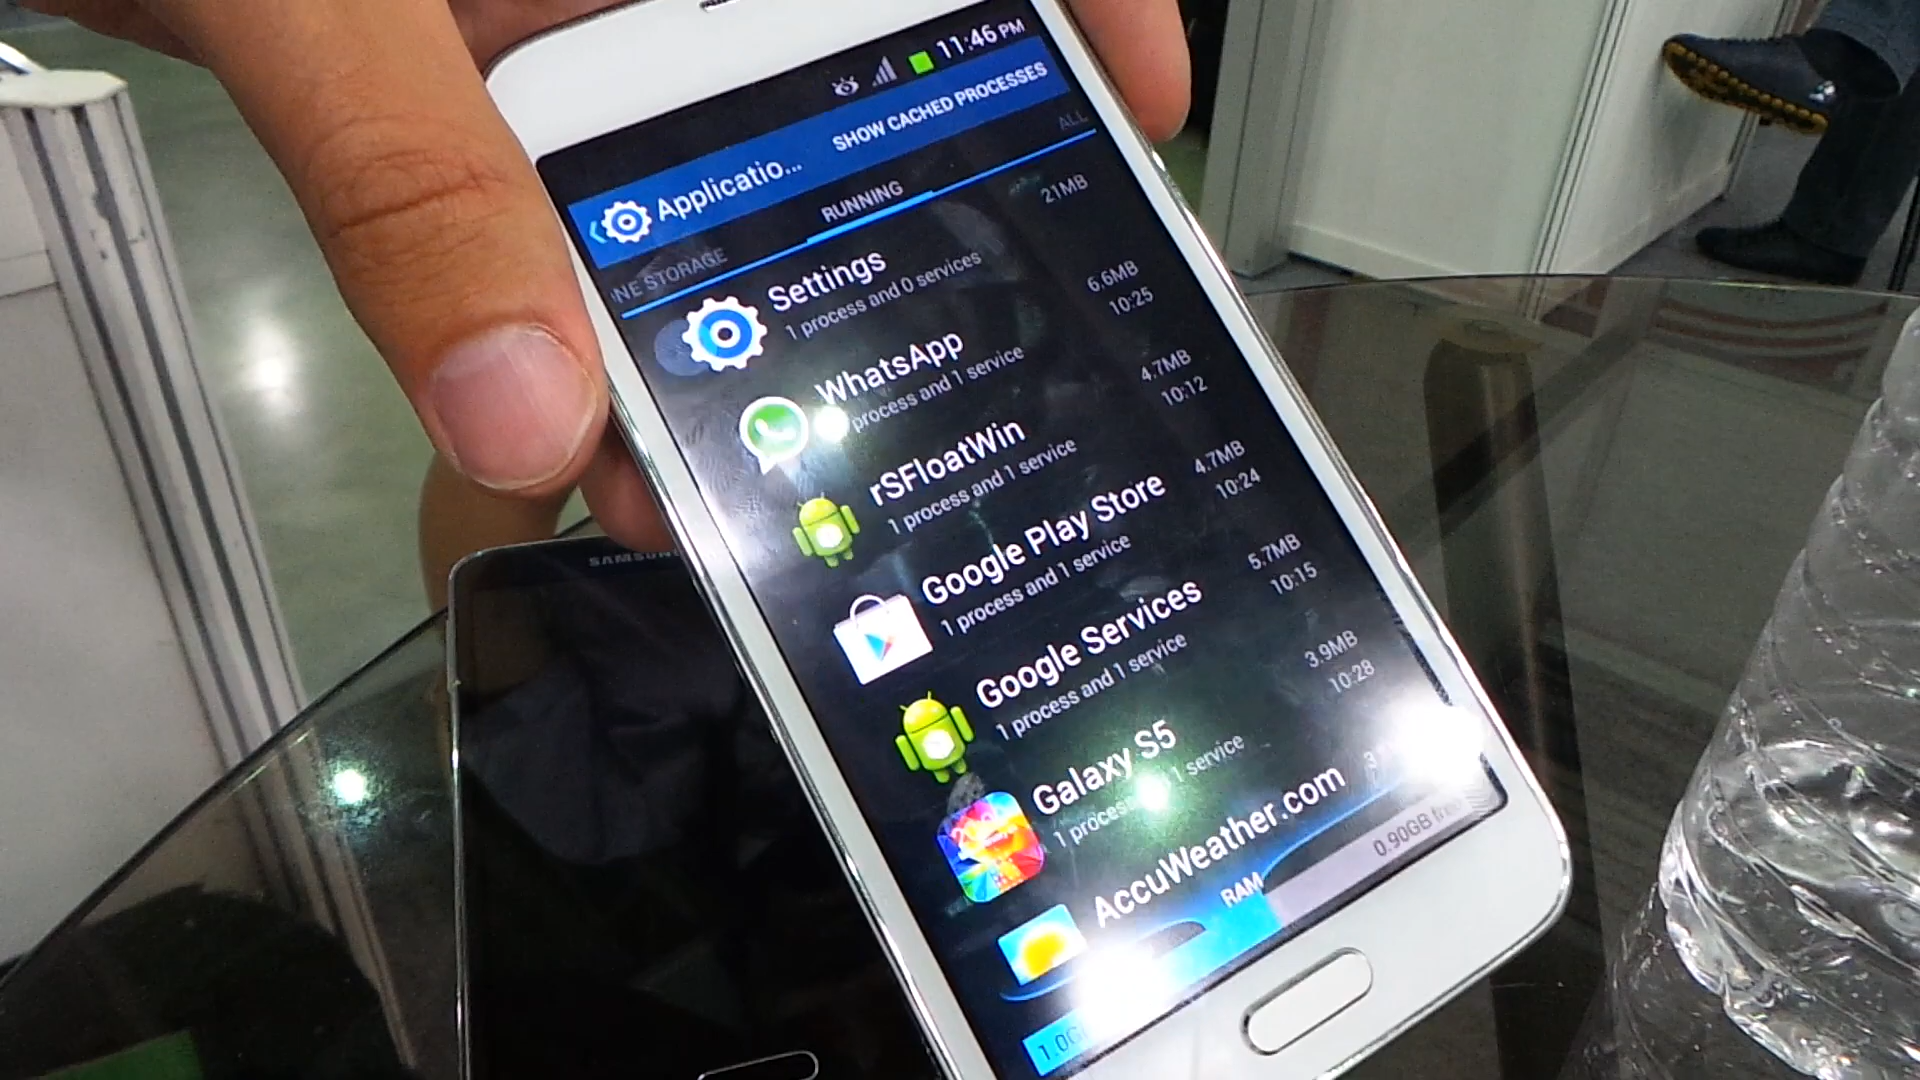 11:46 PM
Applicatio...
SHOW CACHED PROCESSES
NE STORAGE
RUNNING
ALL
Settings
21MB
1 process and 0 services
WhatsApp
6.6MB
process and 1 service
10:25
rSFloatWin
4.7MB
1 process and 1 service
10:12
Google Play Store
4.7MB
1 process and 1 service
10:24
Google Services
5.7MB
1 process and 1 service
10:15
Galaxy S5
3.9MB
1 process 1 service
10:28
AccuWeather.com
3
RAM
0.90GB free
SAMSUNG